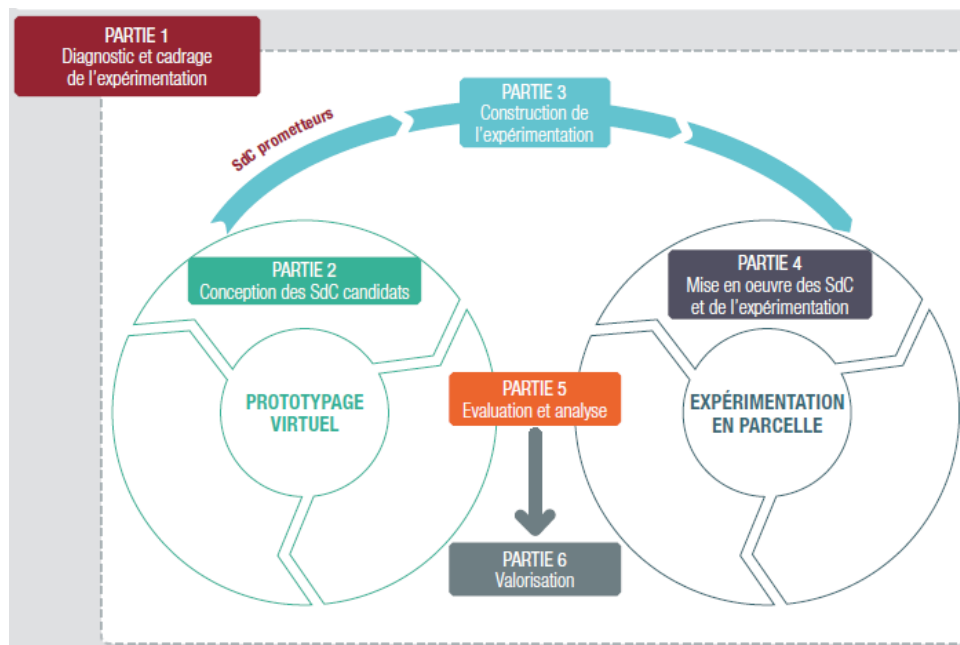 PARTIE 1
Diagnostic et cadrage
de l'expérimentation
SdC prometteurs
PARTIE 3
Construction de
l'expérimentation
PARTIE 2
Conception des SdC candidats
PARTIE 4
Mise en oeuvre des SdC
et de l'expérimentation
PROTOTYPAGE
VIRTUEL
PARTIE 5
Evaluation et analyse
EXPÉRIMENTATION
EN PARCELLE
PARTIE 6
Valorisation